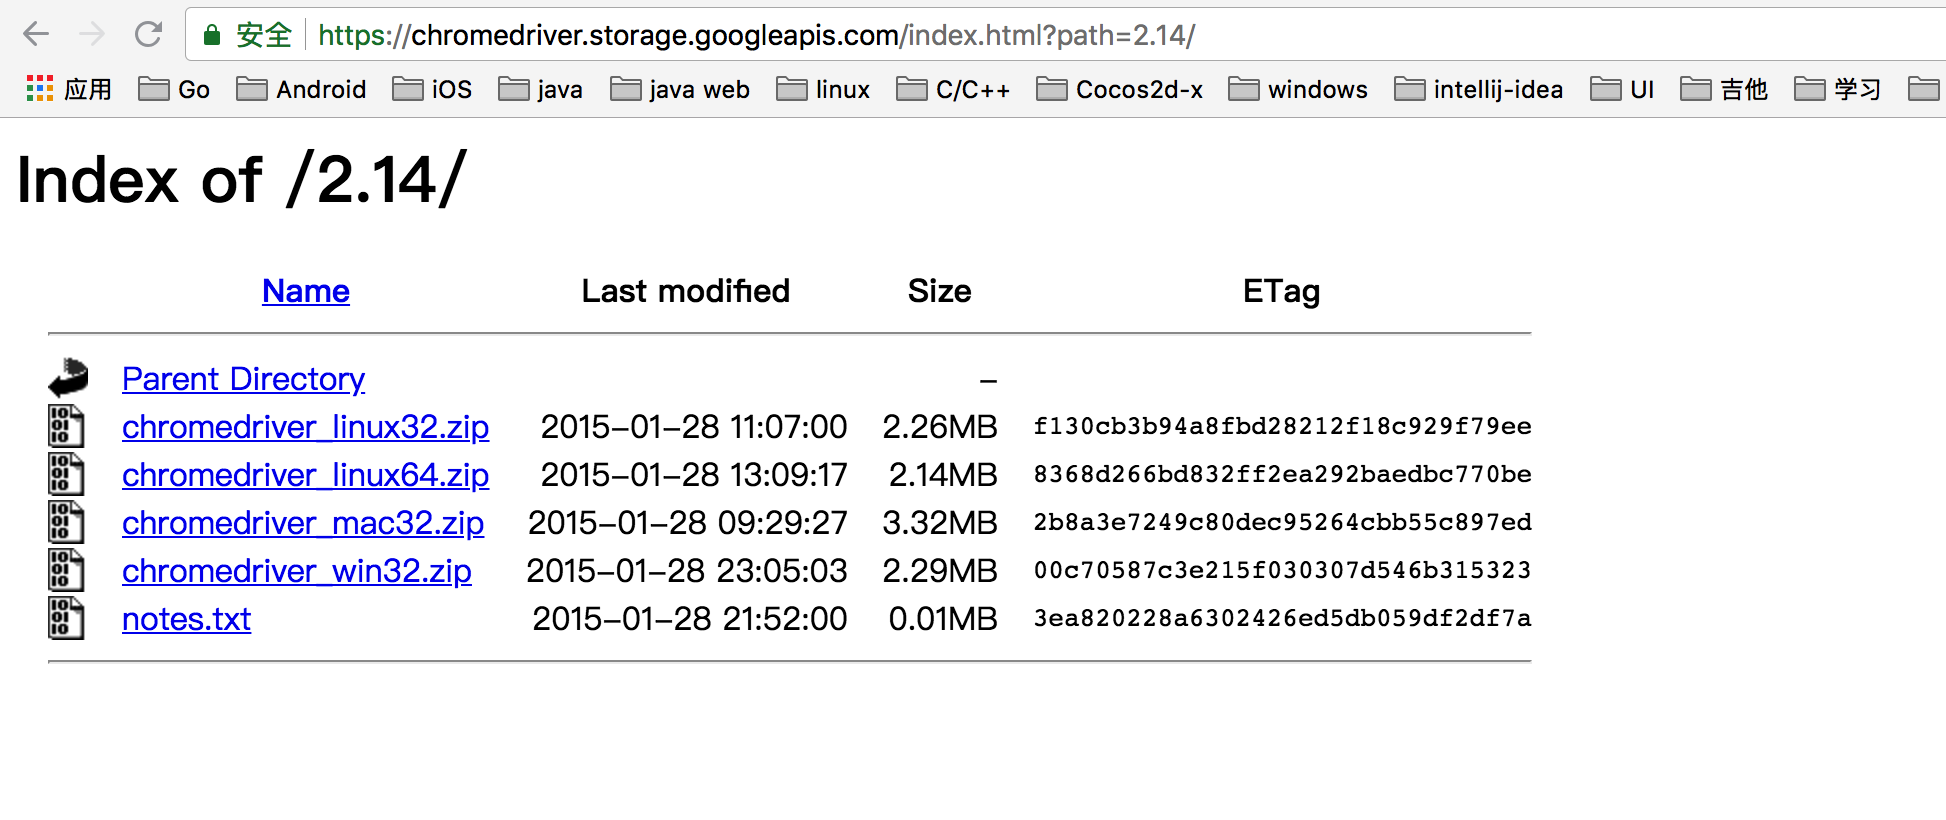 安全 https://chromedriver.storage.googleapis.com/index.html?path=2.14/
应用 Go Android iOS java java web linux C/C++ Cocos2d-x windows intellij-idea UI 吉他 学习
Index of /2.14/
Name Last modified Size ETag
Parent Directory –
chromedriver_linux32.zip 2015-01-28 11:07:00 2.26MB f130cb3b94a8fbd28212f18c929f79ee
chromedriver_linux64.zip 2015-01-28 13:09:17 2.14MB 8368d266bd832ff2ea292baedbc770be
chromedriver_mac32.zip 2015-01-28 09:29:27 3.32MB 2b8a3e7249c80dec95264cbb55c897ed
chromedriver_win32.zip 2015-01-28 23:05:03 2.29MB 00c70587c3e215f030307d546b315323
notes.txt 2015-01-28 21:52:00 0.01MB 3ea820228a6302426ed5db059df2df7a